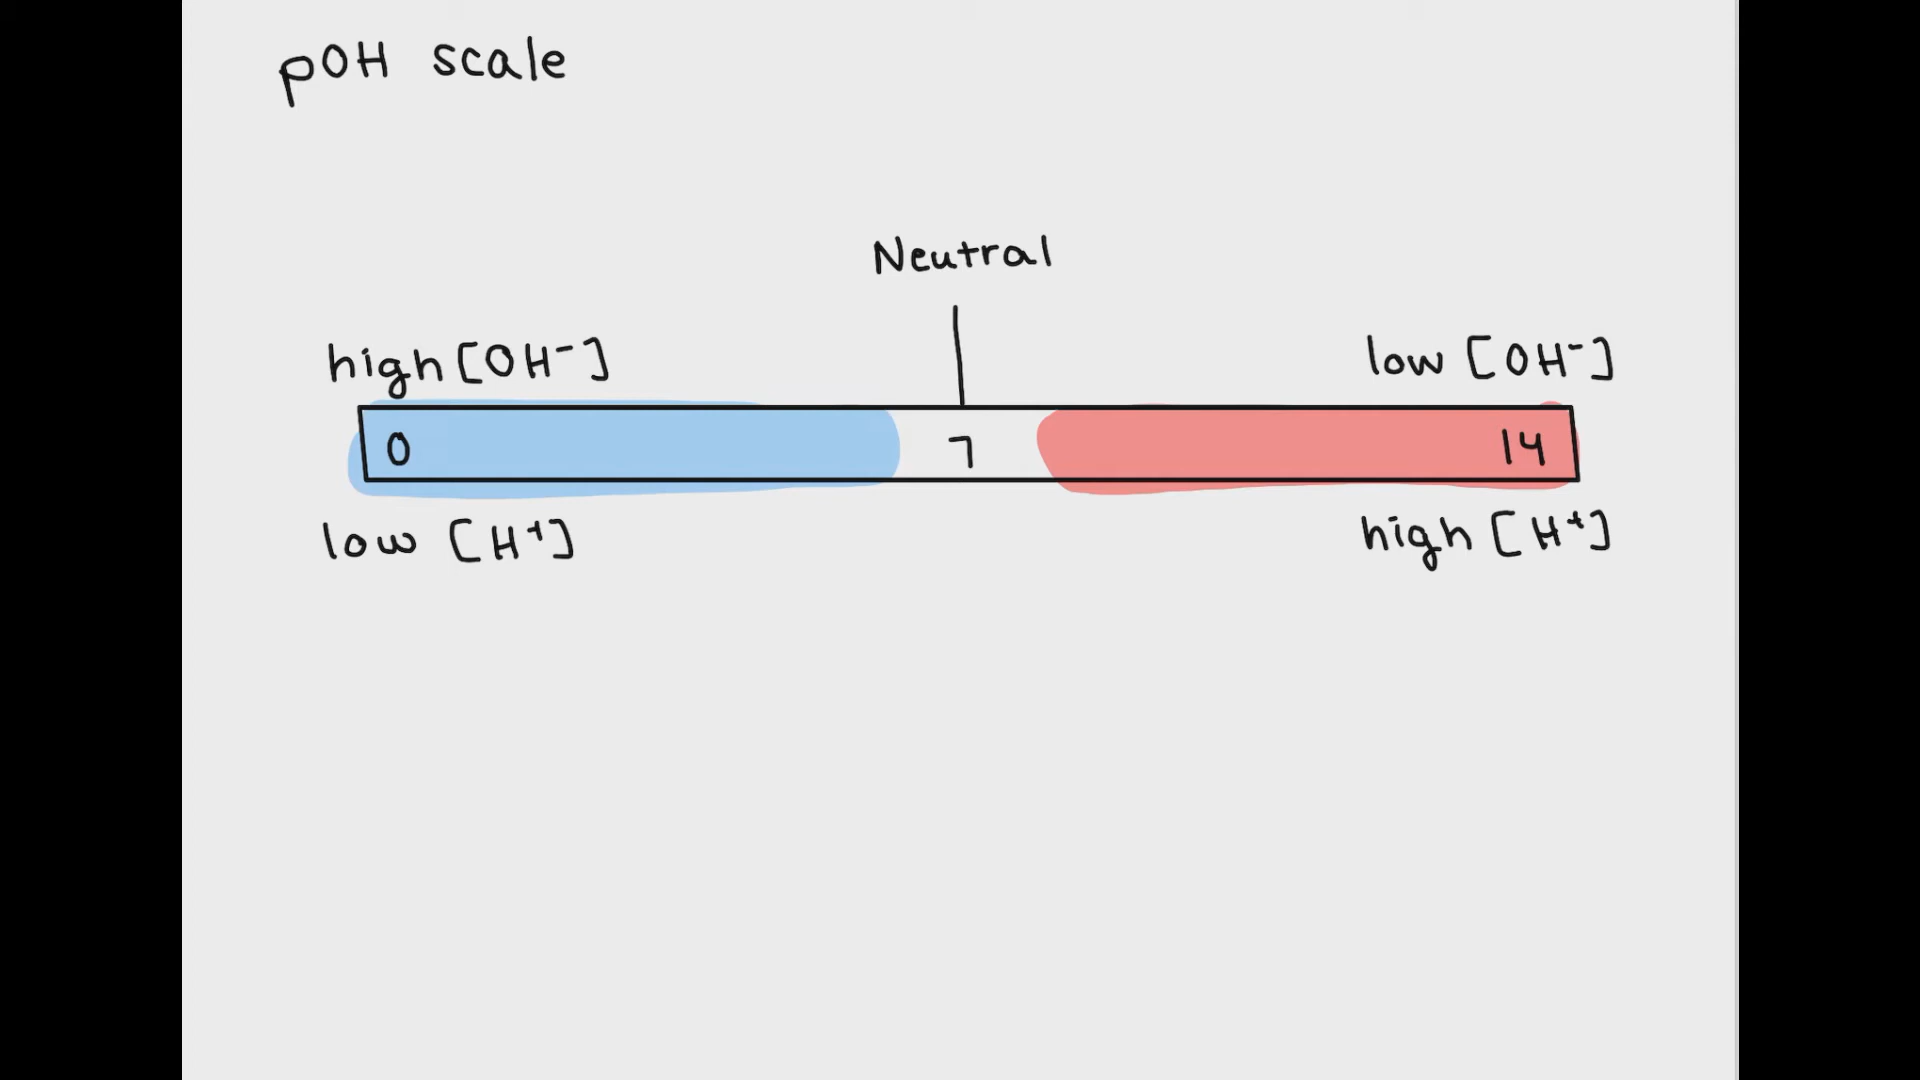 pOH scale
Neutral
high [OH⁻]
low [OH⁻]
0 7 14
low [H⁺]
high [H⁺]